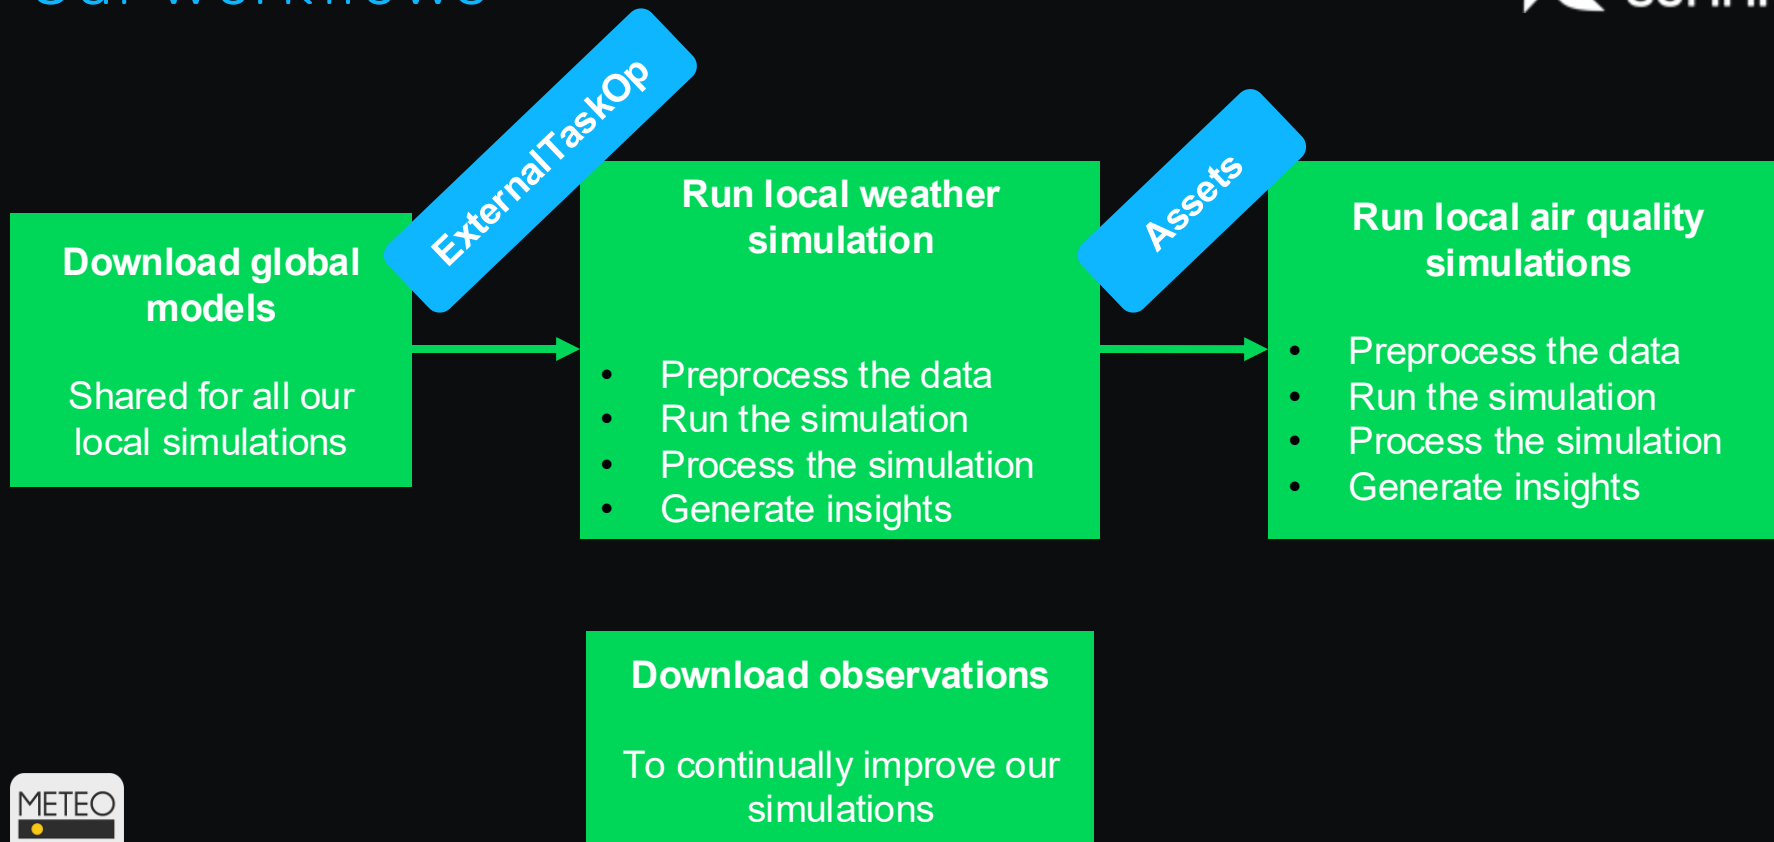 Our workflows
ExternalTaskOp
Assets
Download global
models
Shared for all our
local simulations
Run local weather
simulation
• Preprocess the data
• Run the simulation
• Process the simulation
• Generate insights
Run local air quality
simulations
• Preprocess the data
• Run the simulation
• Process the simulation
• Generate insights
Download observations
To continually improve our
simulations
METEO